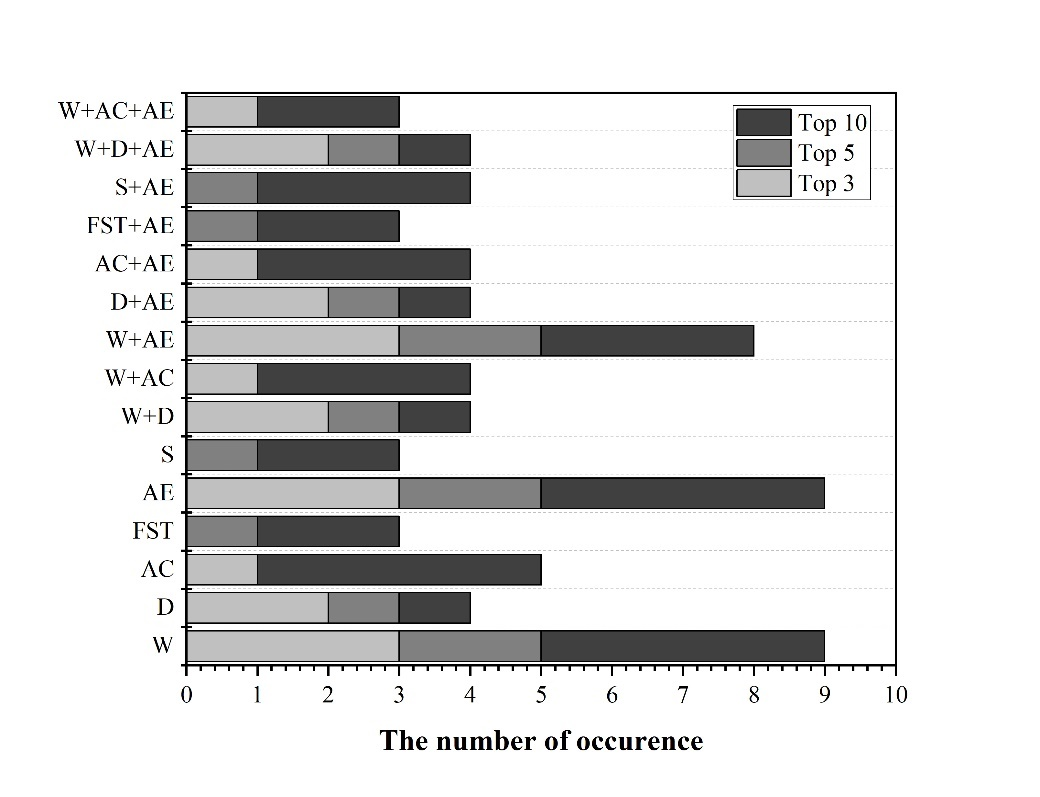 W+AC+AE
W+D+AE
S+AE
FST+AE
AC+AE
D+AE
W+AE
W+AC
W+D
S
AE
FST
AC
D
W
Top 10
Top 5
Top 3
0 1 2 3 4 5 6 7 8 9 10
The number of occurence